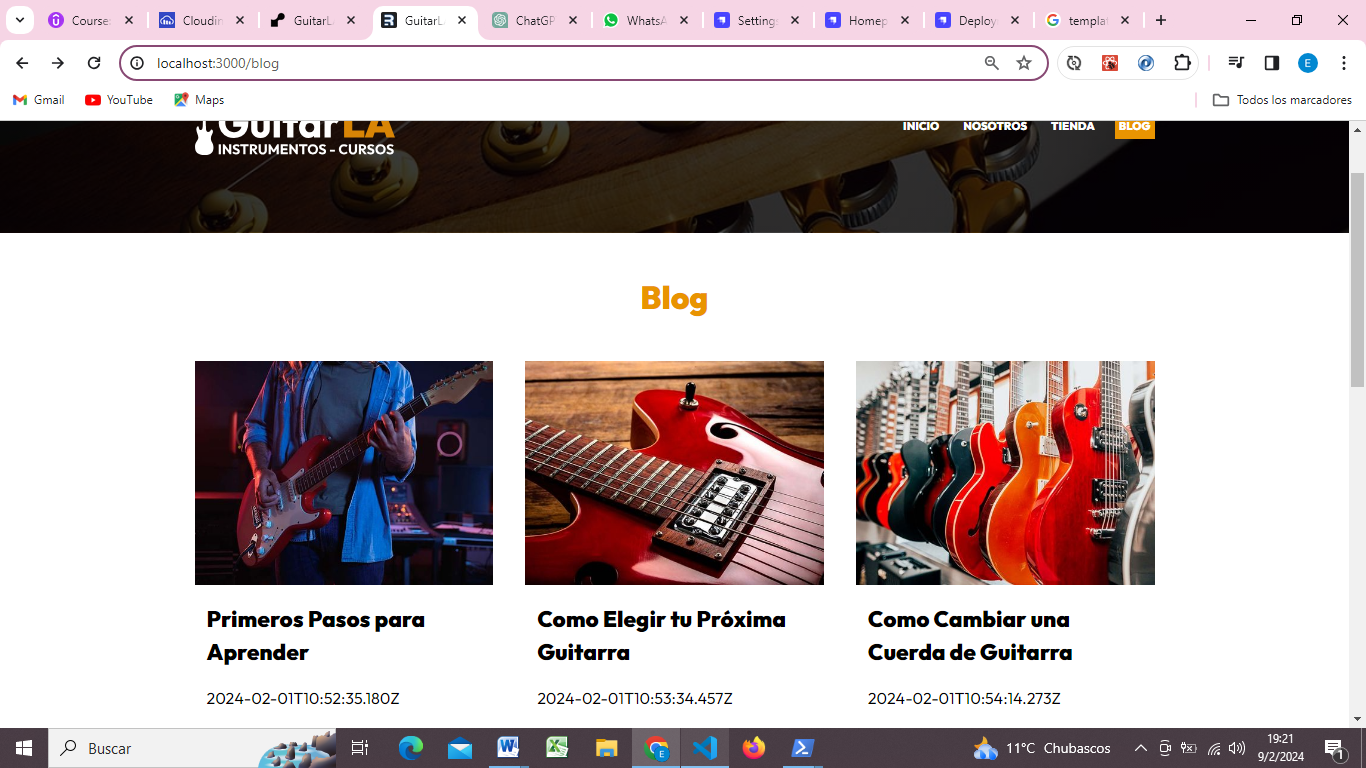 Course
Cloudin
GuitarL
GuitarL
ChatGP
WhatsA
Setting
Homep
Deploy
templat
localhost:3000/blog
E
Gmail
YouTube
Maps
Todos los marcadores
GuitarLA
INSTRUMENTOS - CURSOS
INICIO
NOSOTROS
TIENDA
BLOG
Blog
Primeros Pasos para
Aprender
2024-02-01T10:52:35.180Z
Como Elegir tu Próxima
Guitarra
2024-02-01T10:53:34.457Z
Como Cambiar una
Cuerda de Guitarra
2024-02-01T10:54:14.273Z
Buscar
11°C Chubascos
19:21
9/2/2024
1